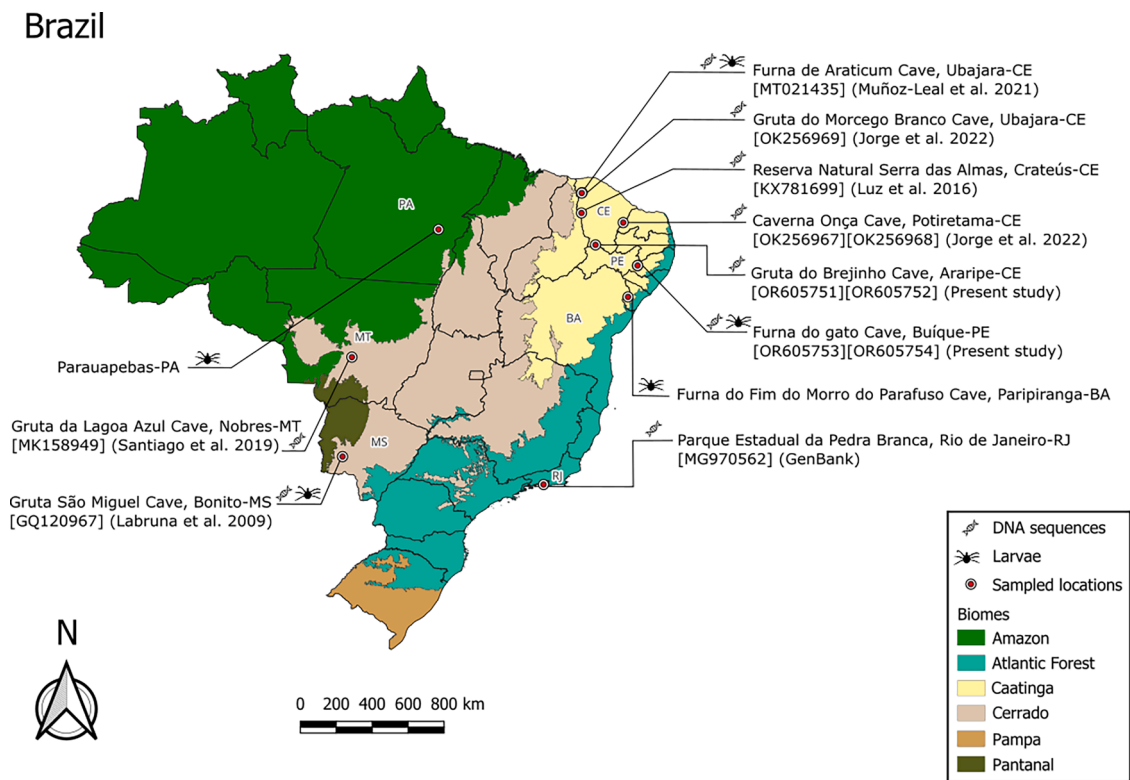 Brazil
Furna de Araticum Cave, Ubajara-CE
[MT021435] (Muñoz-Leal et al. 2021)
Gruta do Morcego Branco Cave, Ubajara-CE
[OK256969] (Jorge et al. 2022)
Reserva Natural Serra das Almas, Crateús-CE
[KX781699] (Luz et al. 2016)
Caverna Onça Cave, Potiretama-CE
[OK256967][OK256968] (Jorge et al. 2022)
Gruta do Brejinho Cave, Araripe-CE
[OR605751][OR605752] (Present study)
Furna do gato Cave, Buíque-PE
[OR605753][OR605754] (Present study)
Furna do Fim do Morro do Parafuso Cave, Paripiranga-BA
Parque Estadual da Pedra Branca, Rio de Janeiro-RJ
[MG970562] (GenBank)
PA
CE
PE
BA
MT
MS
RJ
Parauapebas-PA
Gruta da Lagoa Azul Cave, Nobres-MT
[MK158949] (Santiago et al. 2019)
Gruta São Miguel Cave, Bonito-MS
[GQ120967] (Labruna et al. 2009)
N
0 200 400 600 800 km
DNA sequences
Larvae
Sampled locations
Biomes
Amazon
Atlantic Forest
Caatinga
Cerrado
Pampa
Pantanal